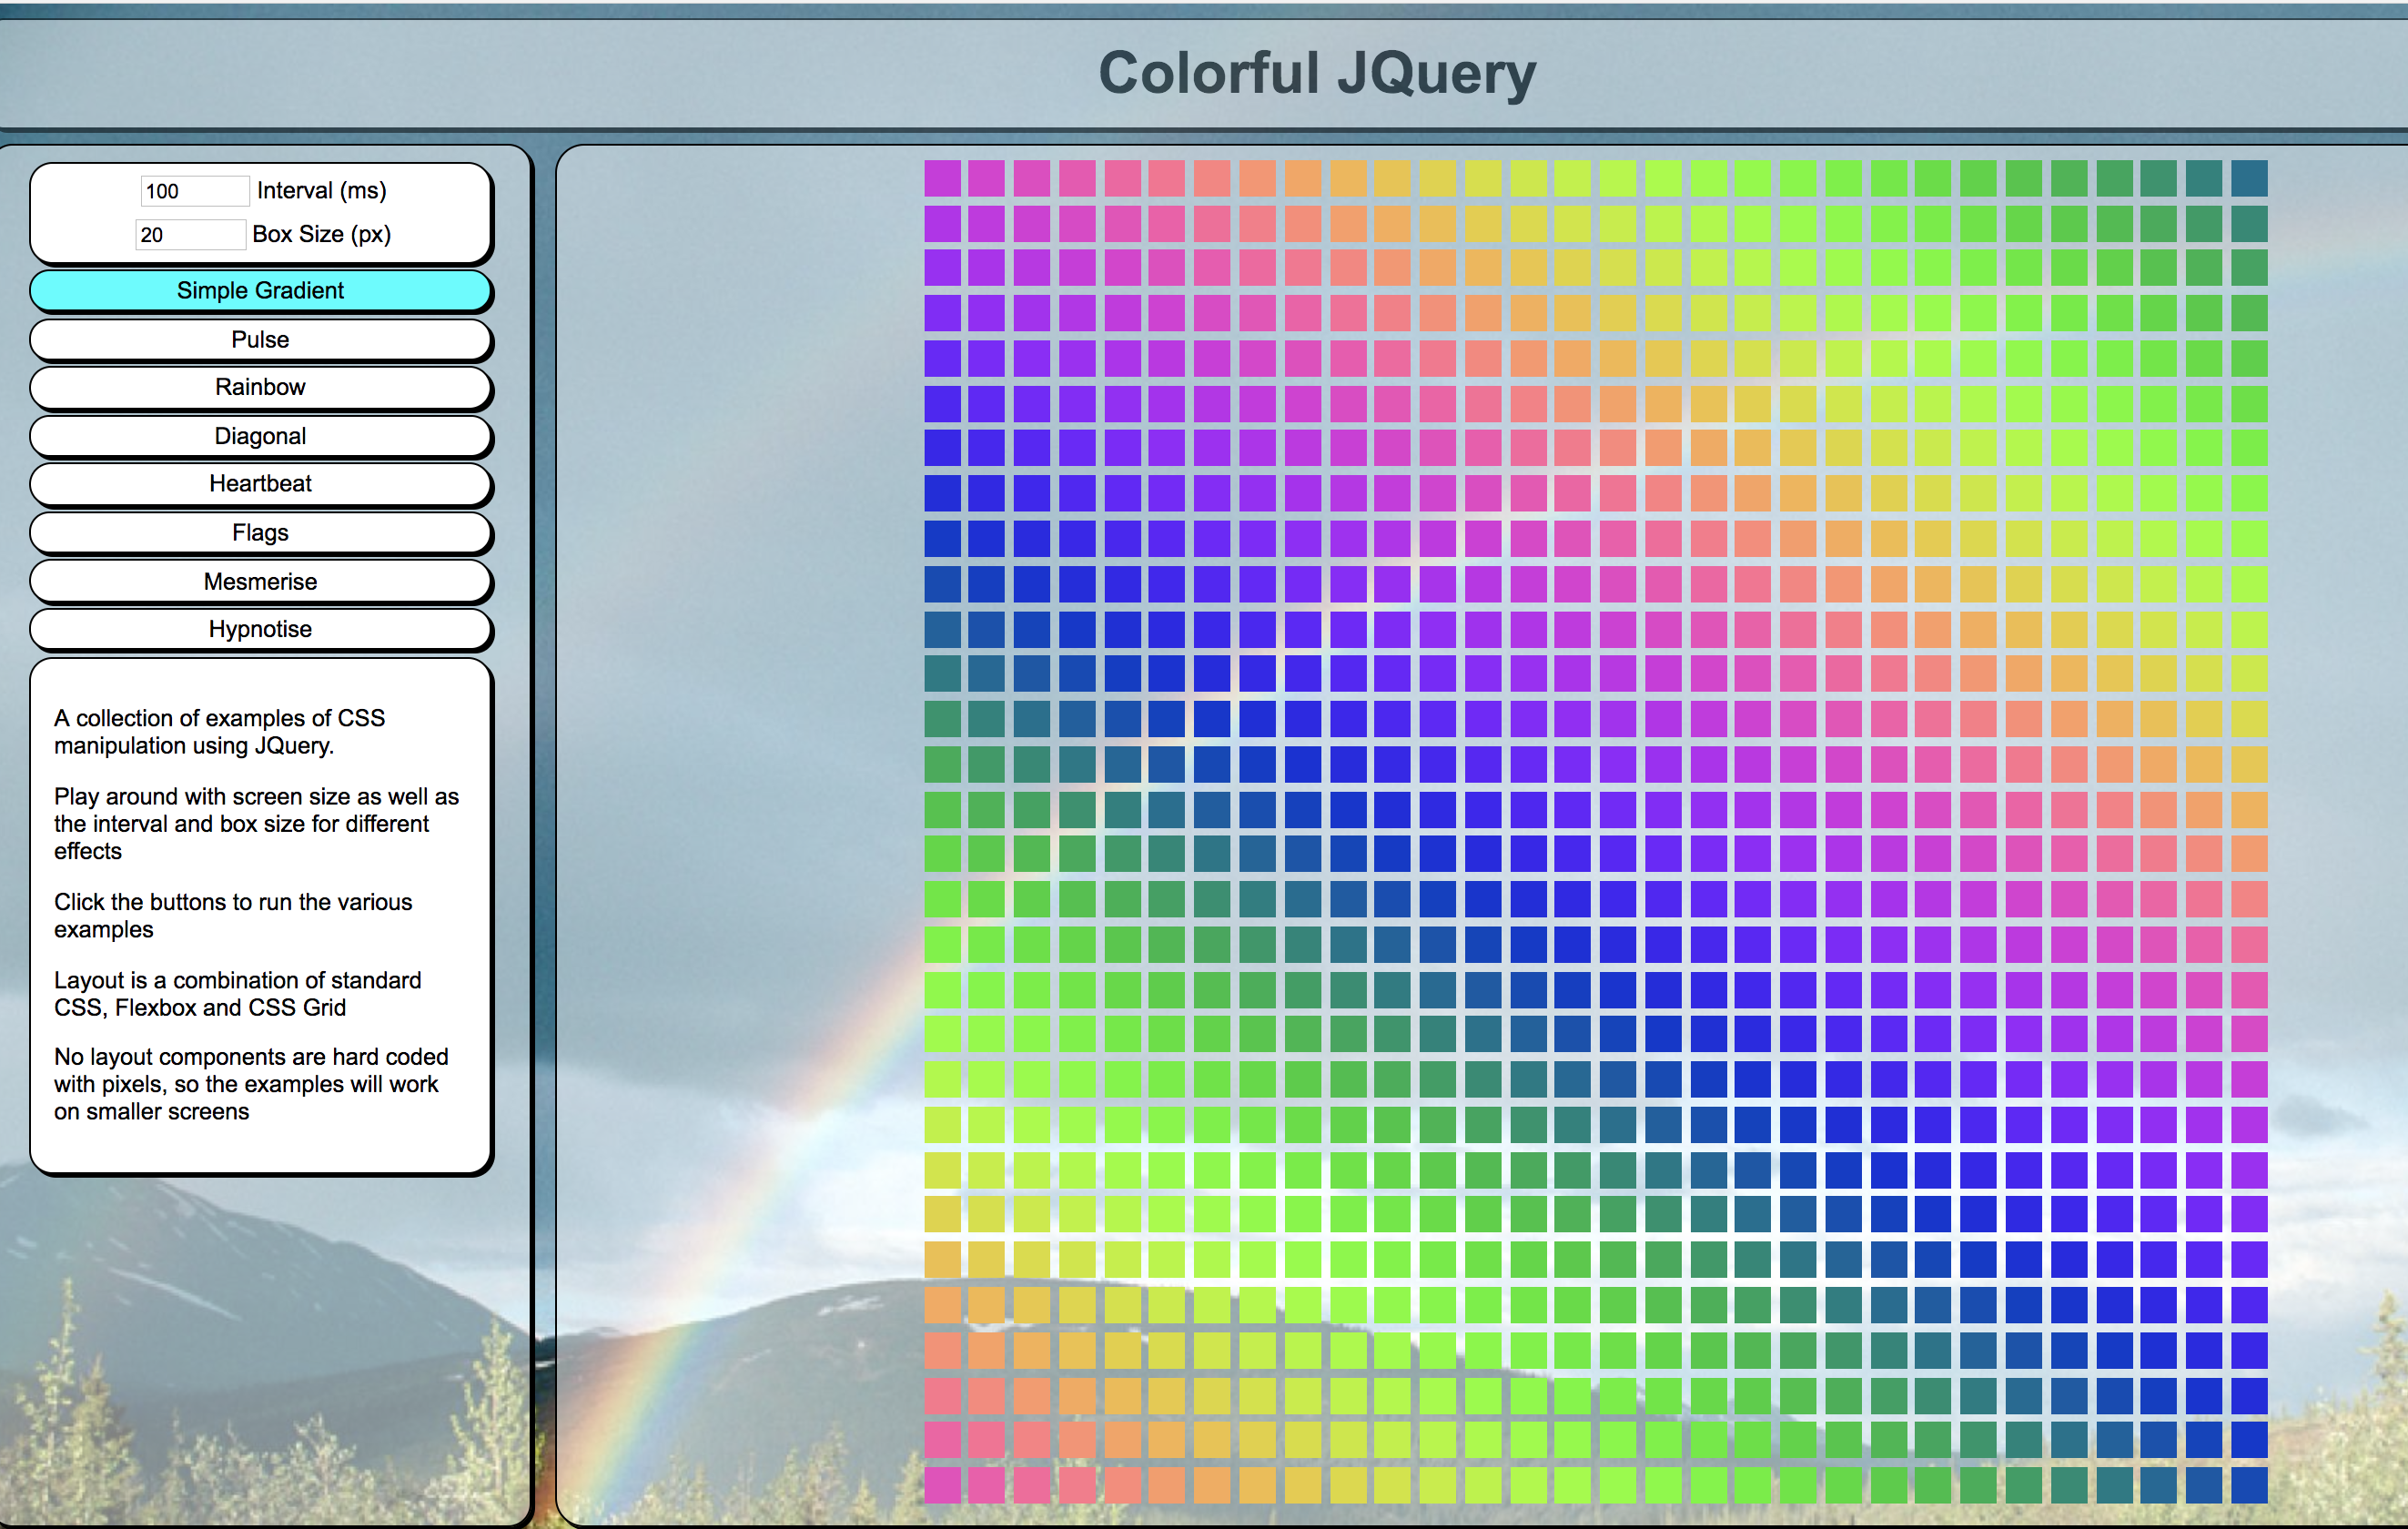 Colorful JQuery
100 Interval (ms)
20 Box Size (px)
Simple Gradient
Pulse
Rainbow
Diagonal
Heartbeat
Flags
Mesmerise
Hypnotise
A collection of examples of CSS
manipulation using JQuery.
Play around with screen size as well as
the interval and box size for different
effects
Click the buttons to run the various
examples
Layout is a combination of standard
CSS, Flexbox and CSS Grid
No layout components are hard coded
with pixels, so the examples will work
on smaller screens